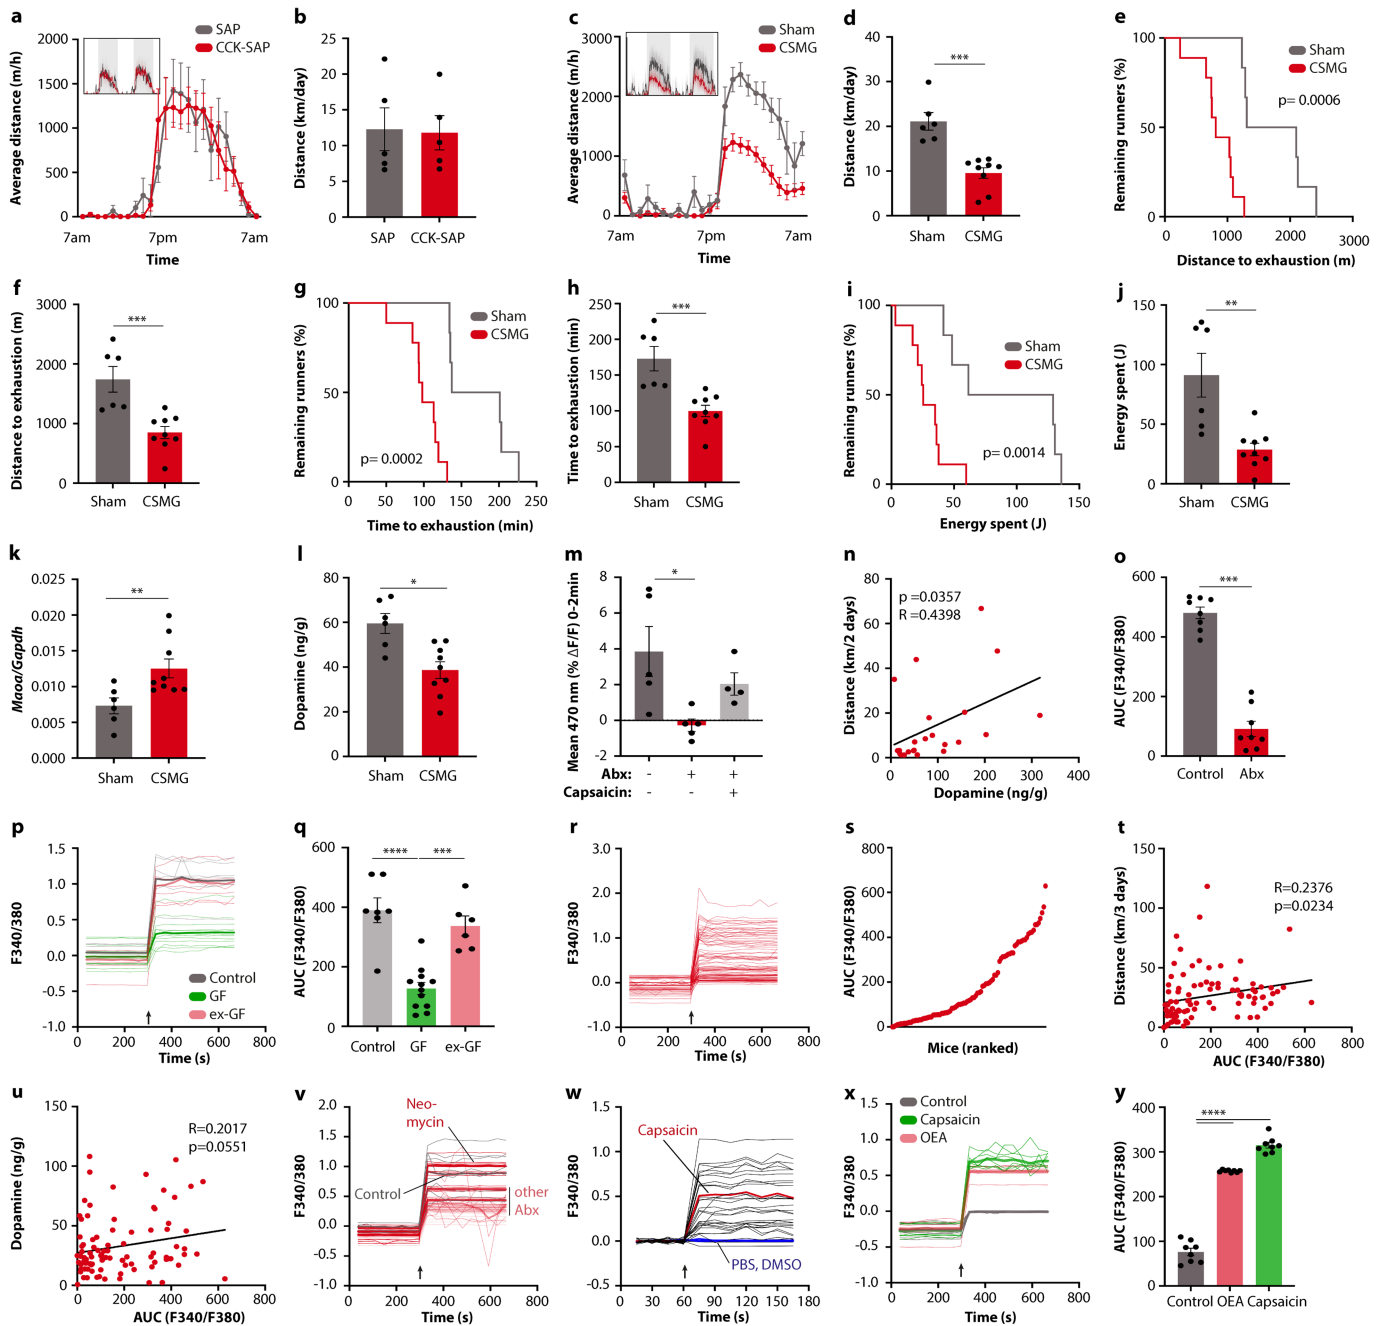 a
SAP
CCK-SAP
Average distance (m/h)
2000
1500
1000
500
0
7am
7pm
7am
Time
b
Distance (km/day)
25
20
15
10
5
0
SAP
CCK-SAP
c
Sham
CSMG
Average distance (m/h)
3000
2000
1000
0
7am
7pm
7am
Time
d
Distance (km/day)
40
30
20
10
0
***
Sham
CSMG
e
Remaining runners (%)
100
50
0
Sham
CSMG
p= 0.0006
0
1000
2000
3000
Distance to exhaustion (m)
f
Distance to exhaustion (m)
3000
2000
1000
0
***
Sham
CSMG
g
Remaining runners (%)
100
50
0
Sham
CSMG
p= 0.0002
0
50
100
150
200
250
Time to exhaustion (min)
h
Time to exhaustion (min)
250
200
150
100
50
0
***
Sham
CSMG
i
Remaining runners (%)
100
50
0
Sham
CSMG
p= 0.0014
0
50
100
150
Energy spent (J)
j
Energy spent (J)
150
100
50
0
**
Sham
CSMG
k
Maoa/Gapdh
0.025
0.020
0.015
0.010
0.005
0.000
**
Sham
CSMG
l
Dopamine (ng/g)
80
60
40
20
0
*
Sham
CSMG
m
Mean 470 nm (% ΔF/F) 0-2min
8
6
4
2
0
-2
*
Abx: - + +
Capsaicin: - - +
n
Distance (km/2 days)
80
60
40
20
0
p =0.0357
R =0.4398
0
100
200
300
400
Dopamine (ng/g)
o
AUC (F340/F380)
600
400
200
0
***
Control
Abx
p
F340/380
1.5
1.0
0.5
0.0
-0.5
-1.0
Control
GF
ex-GF
0
200
400
600
800
Time (s)
q
AUC (F340/F380)
600
400
200
0
****
***
Control
GF
ex-GF
r
F340/380
3.0
2.0
1.0
0.0
-1.0
0
200
400
600
800
Time (s)
s
AUC (F340/F380)
800
600
400
200
0
Mice (ranked)
t
Distance (km/3 days)
150
100
50
0
R=0.2376
p=0.0234
0
200
400
600
800
AUC (F340/F380)
u
Dopamine (ng/g)
150
100
50
0
R=0.2017
p=0.0551
0
200
400
600
800
AUC (F340/F380)
v
F340/380
2.0
1.5
1.0
0.5
0.0
-0.5
-1.0
Neo-
mycin
Control
other
Abx
0
200
400
600
800
Time (s)
w
F340/380
1.5
1.0
0.5
0.0
-0.5
Capsaicin
PBS, DMSO
0
30
60
90
120
150
180
Time (s)
x
F340/380
1.5
1.0
0.5
0.0
-0.5
-1.0
Control
Capsaicin
OEA
0
200
400
600
800
Time (s)
y
AUC (F340/F380)
400
300
200
100
0
****
Control OEA Capsaicin